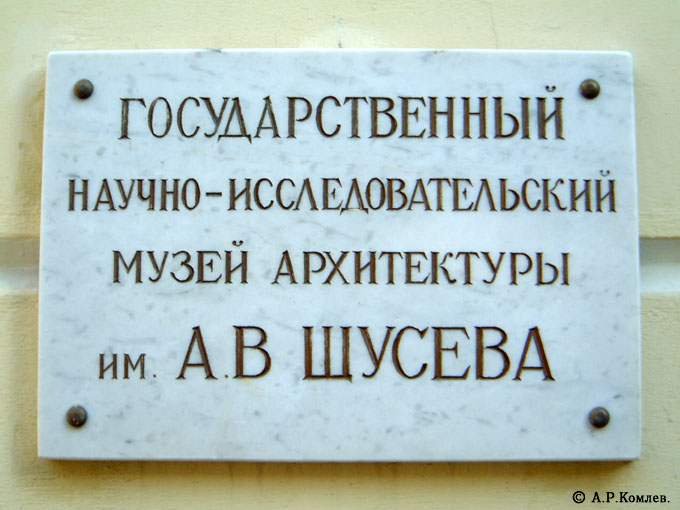 ГОСУДАРСТВЕННЫЙ
НАУЧНО-ИССЛЕДОВАТЕЛЬСКИЙ
МУЗЕЙ АРХИТЕКТУРЫ
ИМ. А.В ЩУСЕВА
© А.Р.Комлев.